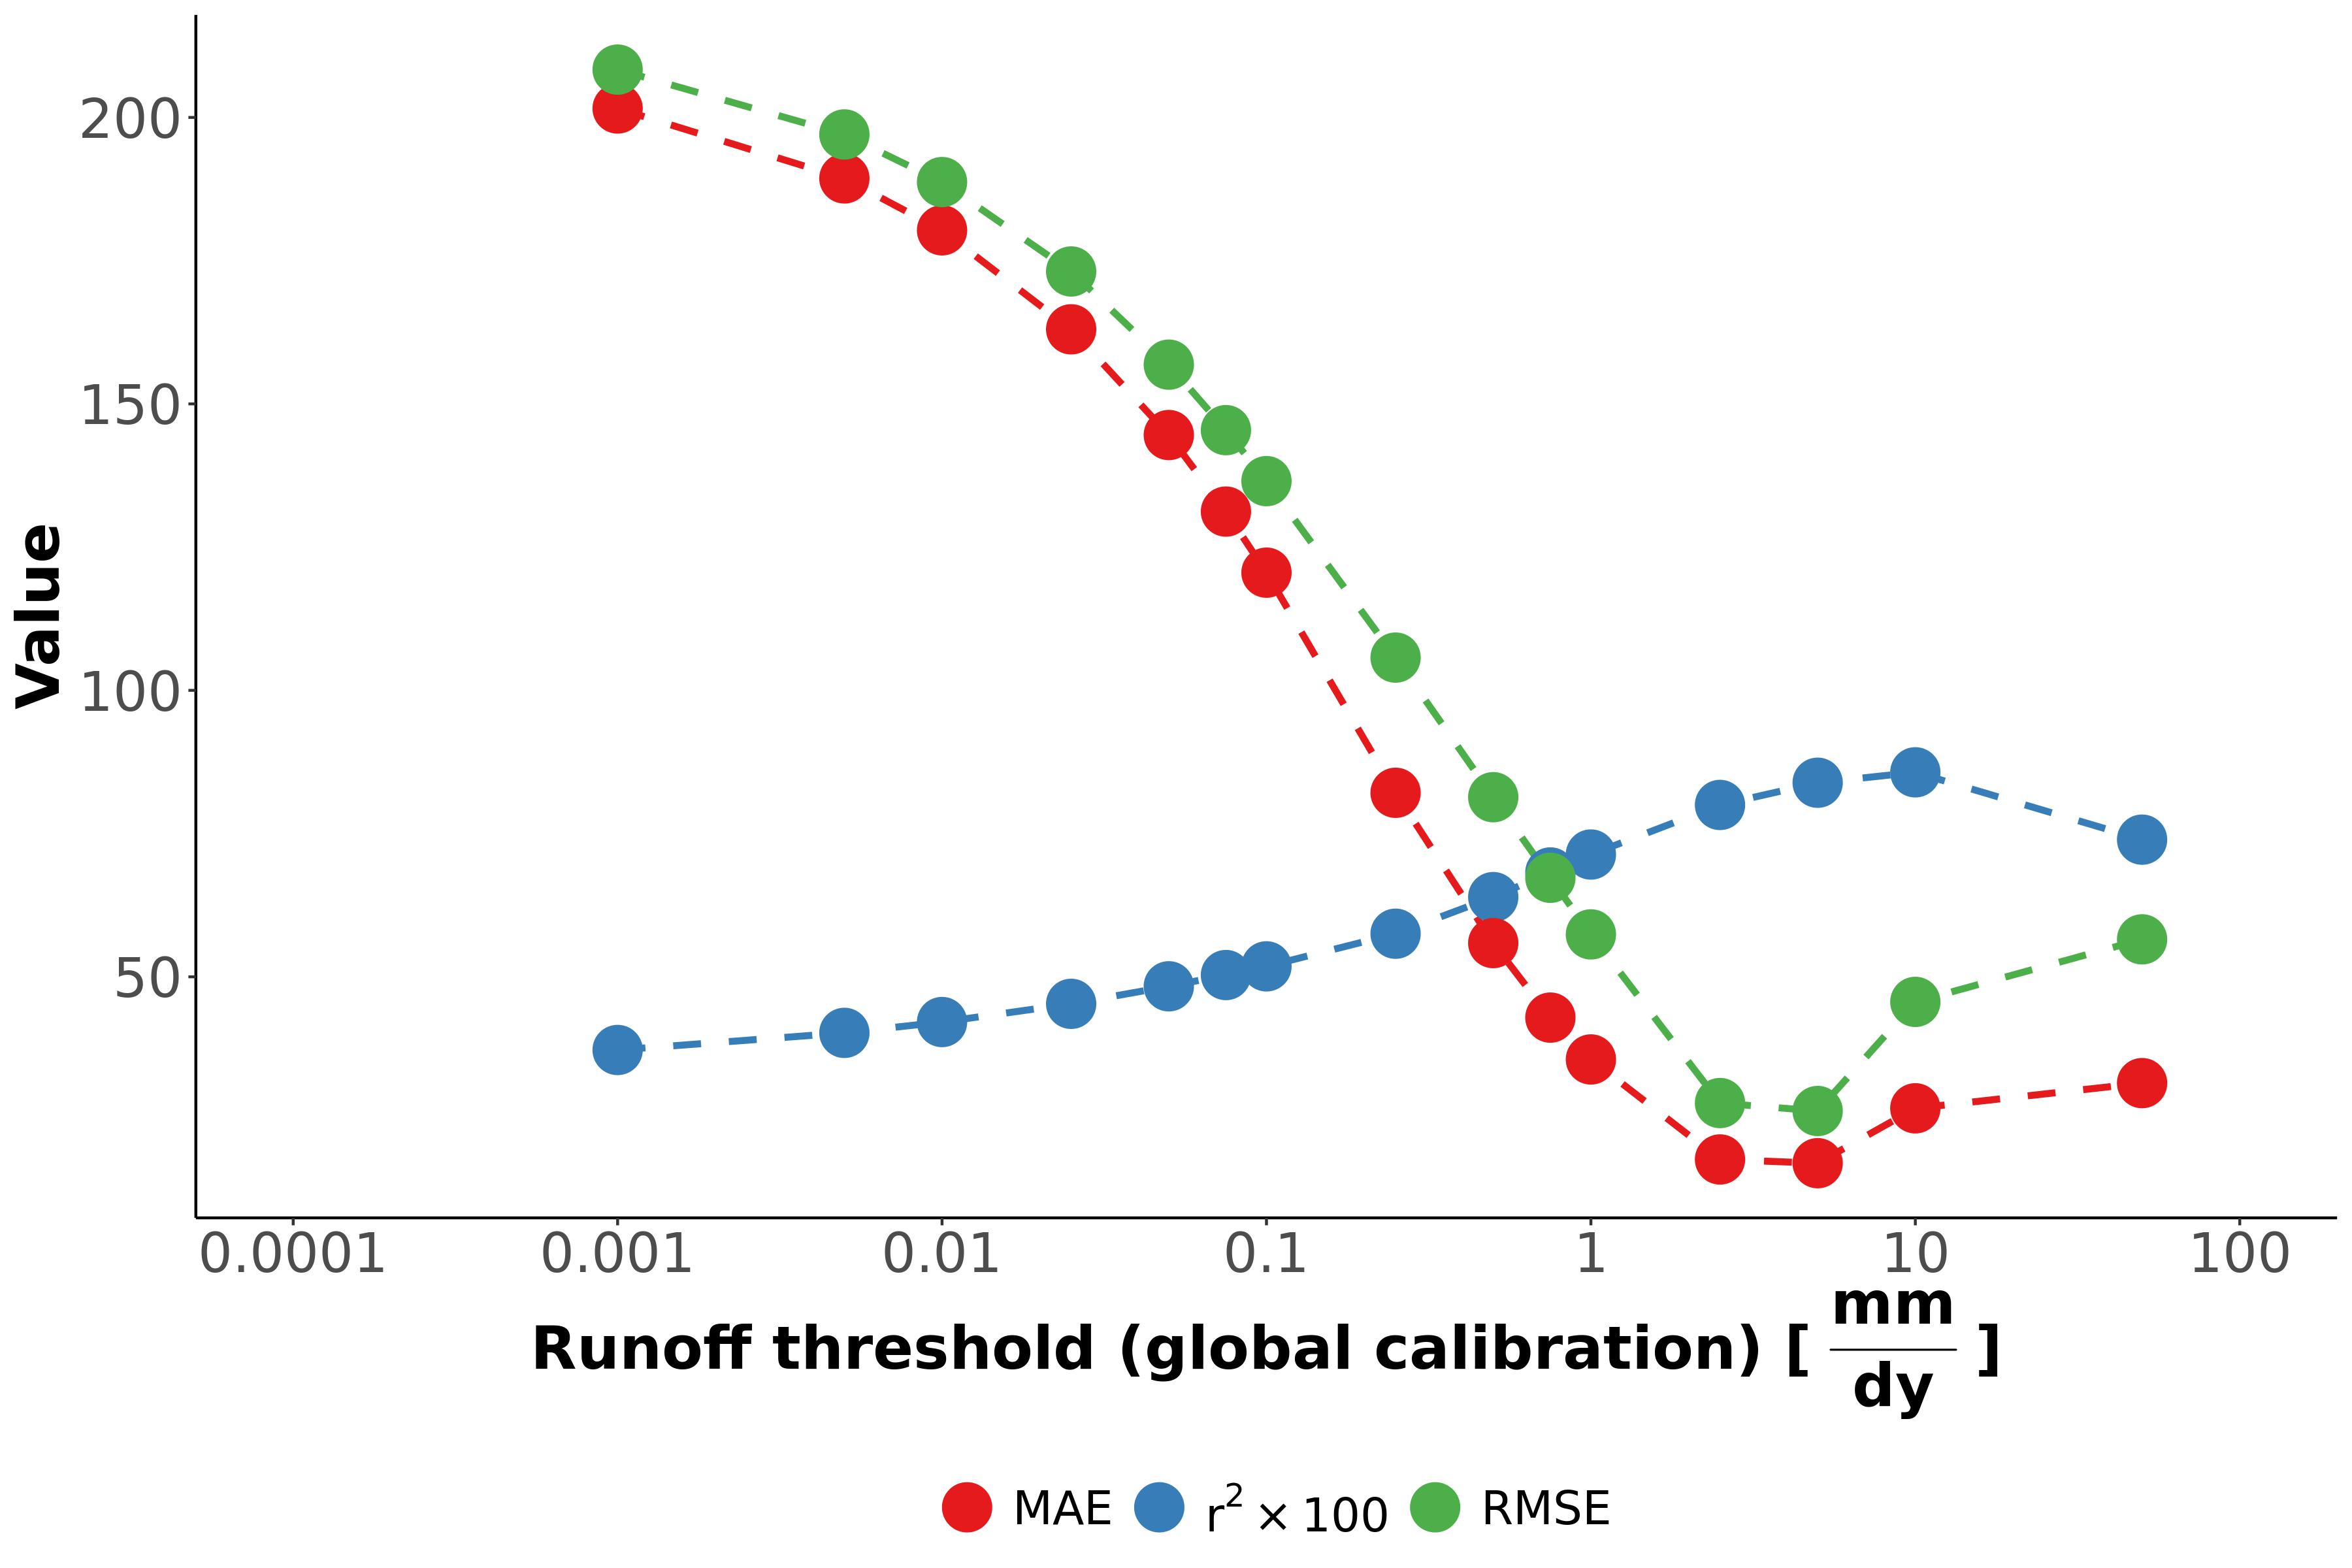 200
150
100
50
Value
0.0001 0.001 0.01 0.1 1 10 100
Runoff threshold (global calibration) [ mm/dy ]
MAE r² × 100 RMSE